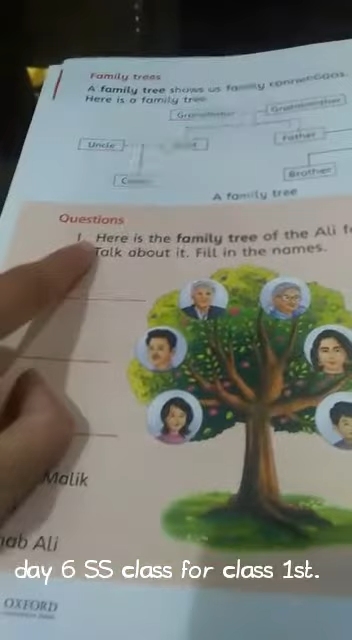 Family trees
A family tree shows us family connections.
Here is a family tree
Grandfather
Grandmother
Uncle
Father
Brother
A family tree
Questions
1. Here is the family tree of the Ali
Talk about it. Fill in the names.
Malik
Ali
day 6 SS class for class 1st.
OXFORD